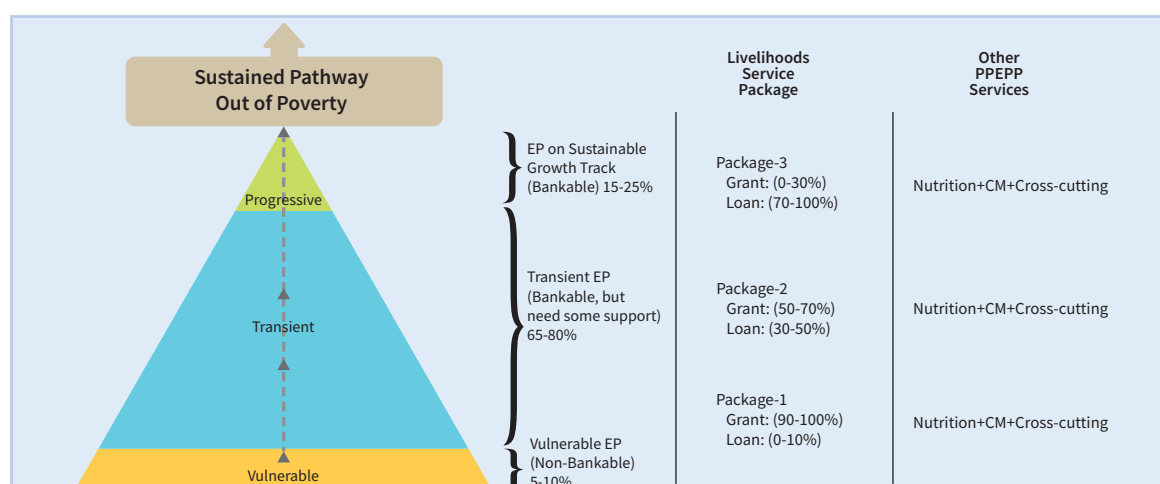 Sustained Pathway
Out of Poverty
Livelihoods
Service
Package
Other
PPEPP
Services
Progressive
EP on Sustainable
Growth Track
(Bankable) 15-25%
Package-3
Grant: (0-30%)
Loan: (70-100%)
Nutrition+CM+Cross-cutting
Transient
Transient EP
(Bankable, but
need some support)
65-80%
Package-2
Grant: (50-70%)
Loan: (30-50%)
Nutrition+CM+Cross-cutting
Vulnerable
Vulnerable EP
(Non-Bankable)
5-10%
Package-1
Grant: (90-100%)
Loan: (0-10%)
Nutrition+CM+Cross-cutting